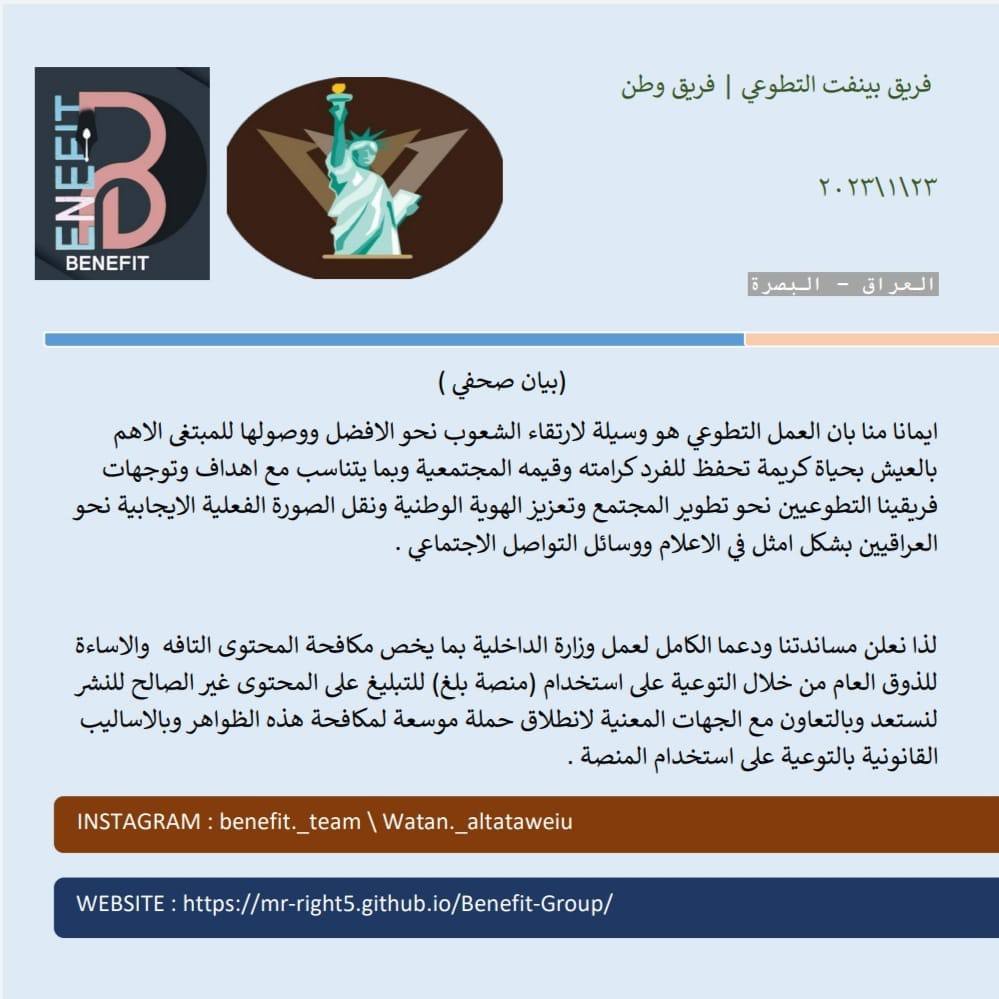 فريق بينفت التطوعي | فريق وطن
ENEFIT
BENEFIT
٢٣\١\٢٠٢٣
العراق – البصرة
(بيان صحفي )
ايمانا منا بان العمل التطوعي هو وسيلة لارتقاء الشعوب نحو الافضل ووصولها للمبتغى الاهم
بالعيش بحياة كريمة تحفظ للفرد كرامته وقيمه المجتمعية وبما يتناسب مع اهداف وتوجهات
فريقينا التطوعيين نحو تطوير المجتمع وتعزيز الهوية الوطنية ونقل الصورة الفعلية الايجابية نحو
العراقيين بشكل امثل في الاعلام ووسائل التواصل الاجتماعي .
لذا نعلن مساندتنا ودعما الكامل لعمل وزارة الداخلية بما يخص مكافحة المحتوى التافه والاساءة
للذوق العام من خلال التوعية على استخدام (منصة بلغ) للتبليغ على المحتوى غير الصالح للنشر
لنستعد وبالتعاون مع الجهات المعنية لانطلاق حملة موسعة لمكافحة هذه الظواهر وبالاساليب
القانونية بالتوعية على استخدام المنصة .
INSTAGRAM : benefit._team \ Watan._altataweiu
WEBSITE : https://mr-right5.github.io/Benefit-Group/